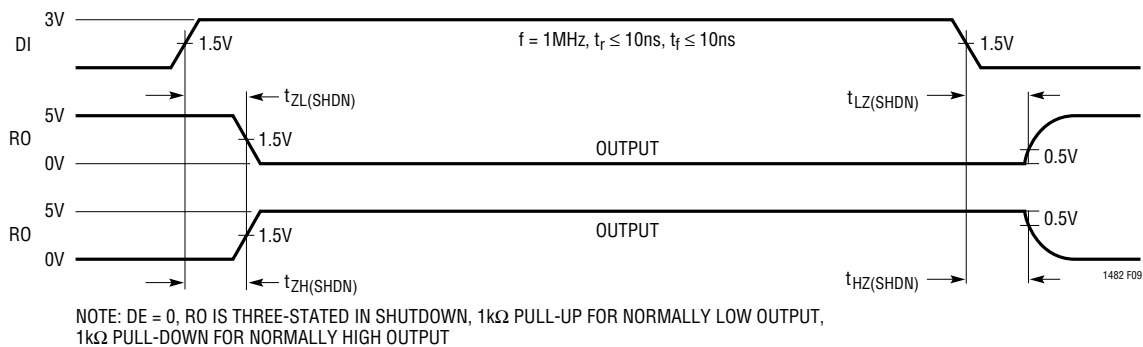 3V
DI
1.5V
f = 1MHz, tr ≤ 10ns, tf ≤ 10ns
1.5V
tZL(SHDN)
tLZ(SHDN)
5V
RO
0V
1.5V
OUTPUT
0.5V
5V
RO
0V
1.5V
OUTPUT
0.5V
tZH(SHDN)
tHZ(SHDN)
1482 F09
NOTE: DE = 0, RO IS THREE-STATED IN SHUTDOWN, 1kΩ PULL-UP FOR NORMALLY LOW OUTPUT,
1kΩ PULL-DOWN FOR NORMALLY HIGH OUTPUT